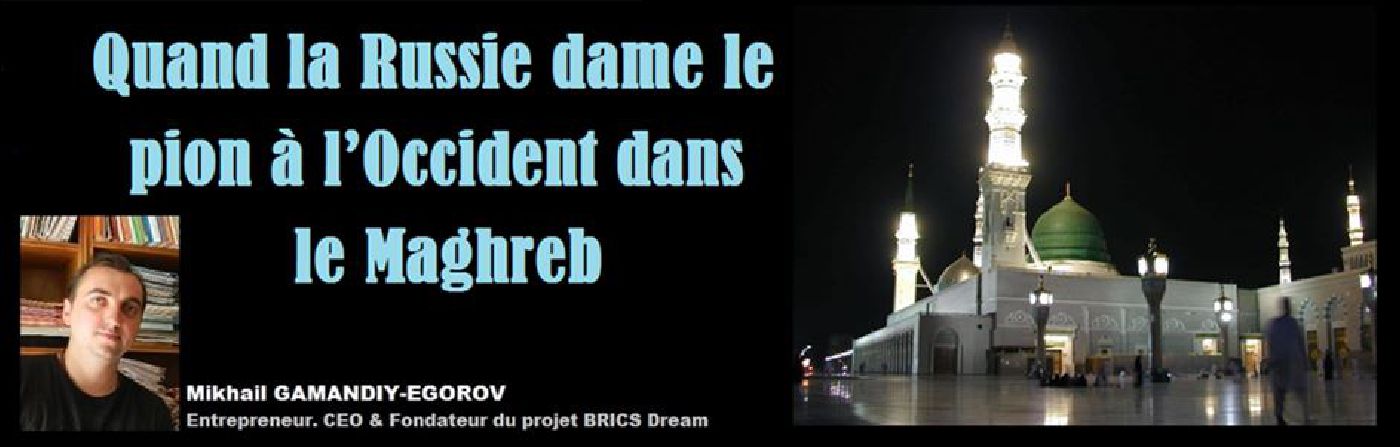 Quand la Russie dame le
pion à l’Occident dans
le Maghreb
Mikhail GAMANDIY-EGOROV
Entrepreneur. CEO & Fondateur du projet BRICS Dream